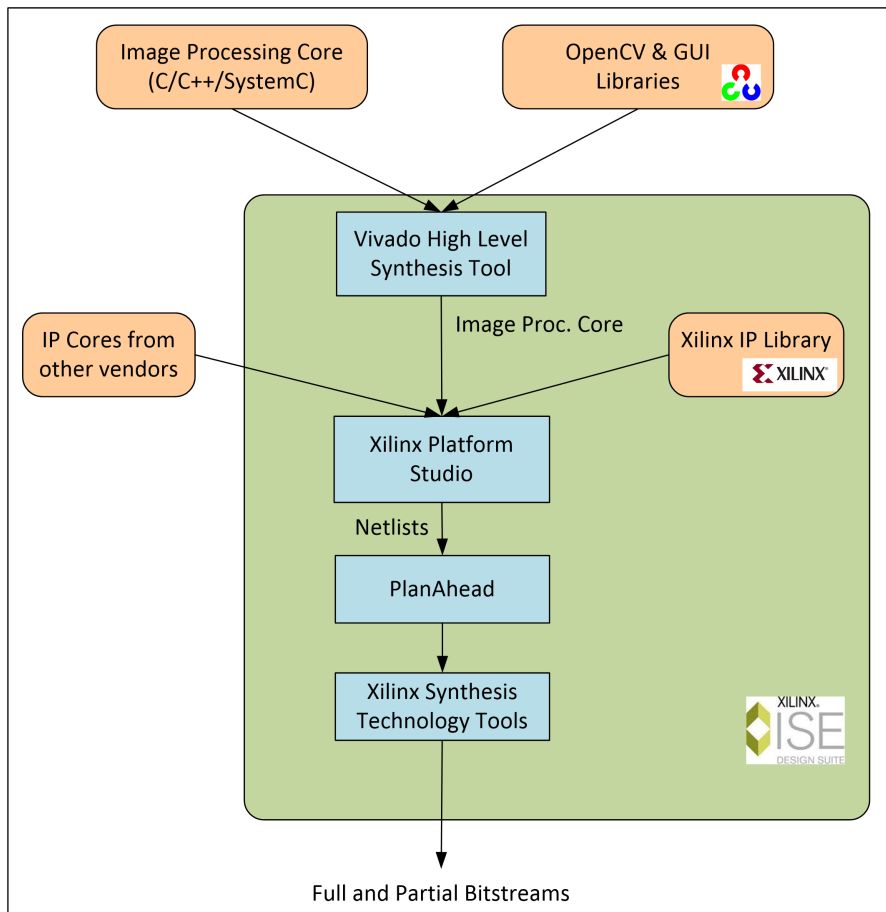 Image Processing Core
(C/C++/SystemC)
OpenCV & GUI
Libraries
Vivado High Level
Synthesis Tool
Image Proc. Core
IP Cores from
other vendors
Xilinx IP Library
XILINX®
Xilinx Platform
Studio
Netlists
PlanAhead
Xilinx Synthesis
Technology Tools
XILINX®
ISE
DESIGN SUITE
Full and Partial Bitstreams